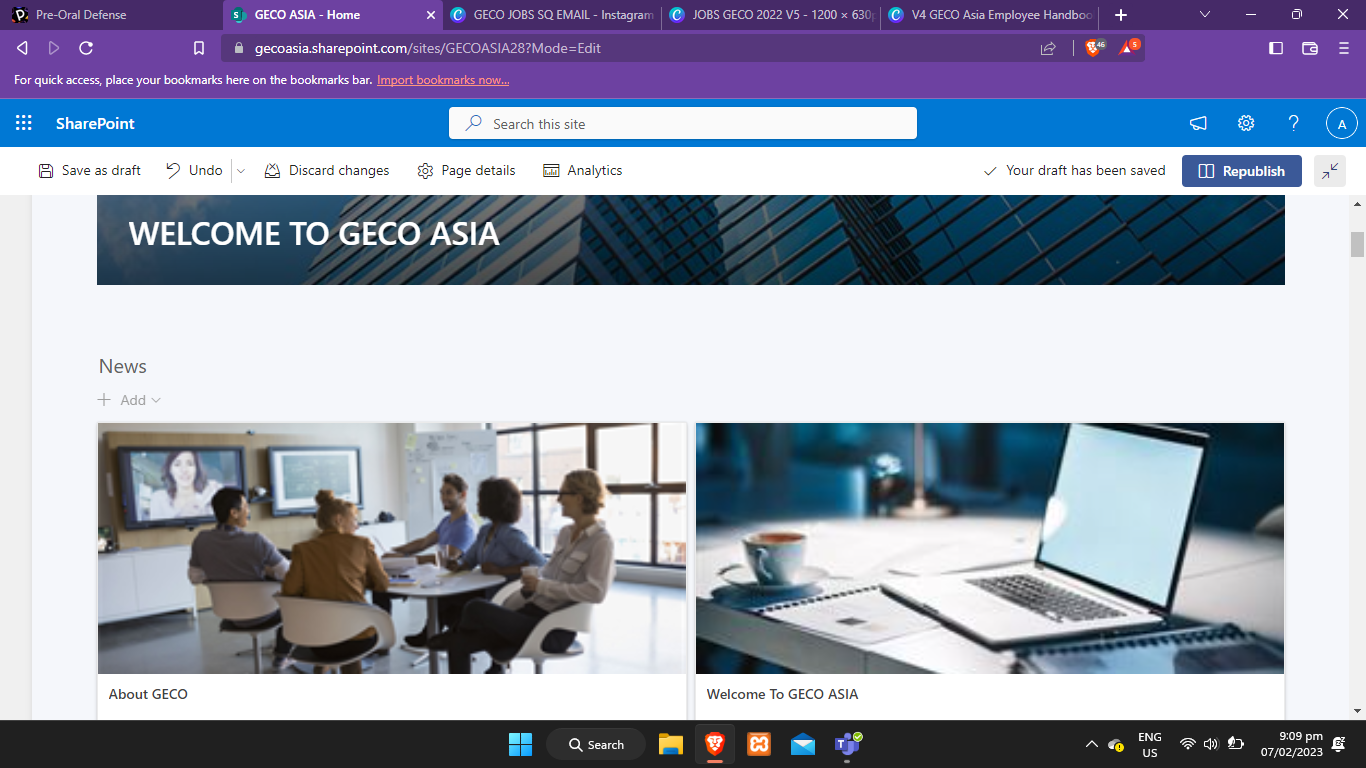 Pre-Oral Defense
GECO ASIA - Home
GECO JOBS SQ EMAIL - Instagram
JOBS GECO 2022 V5 - 1200 × 630p
V4 GECO Asia Employee Handboo
gecoasia.sharepoint.com/sites/GECOASIA28?Mode=Edit
46
5
For quick access, place your bookmarks here on the bookmarks bar. Import bookmarks now...
SharePoint
Search this site
A
Save as draft
Undo
Discard changes
Page details
Analytics
Your draft has been saved
Republish
WELCOME TO GECO ASIA
News
Add
About GECO
Welcome To GECO ASIA
Search
ENG
US
9:09 pm
07/02/2023